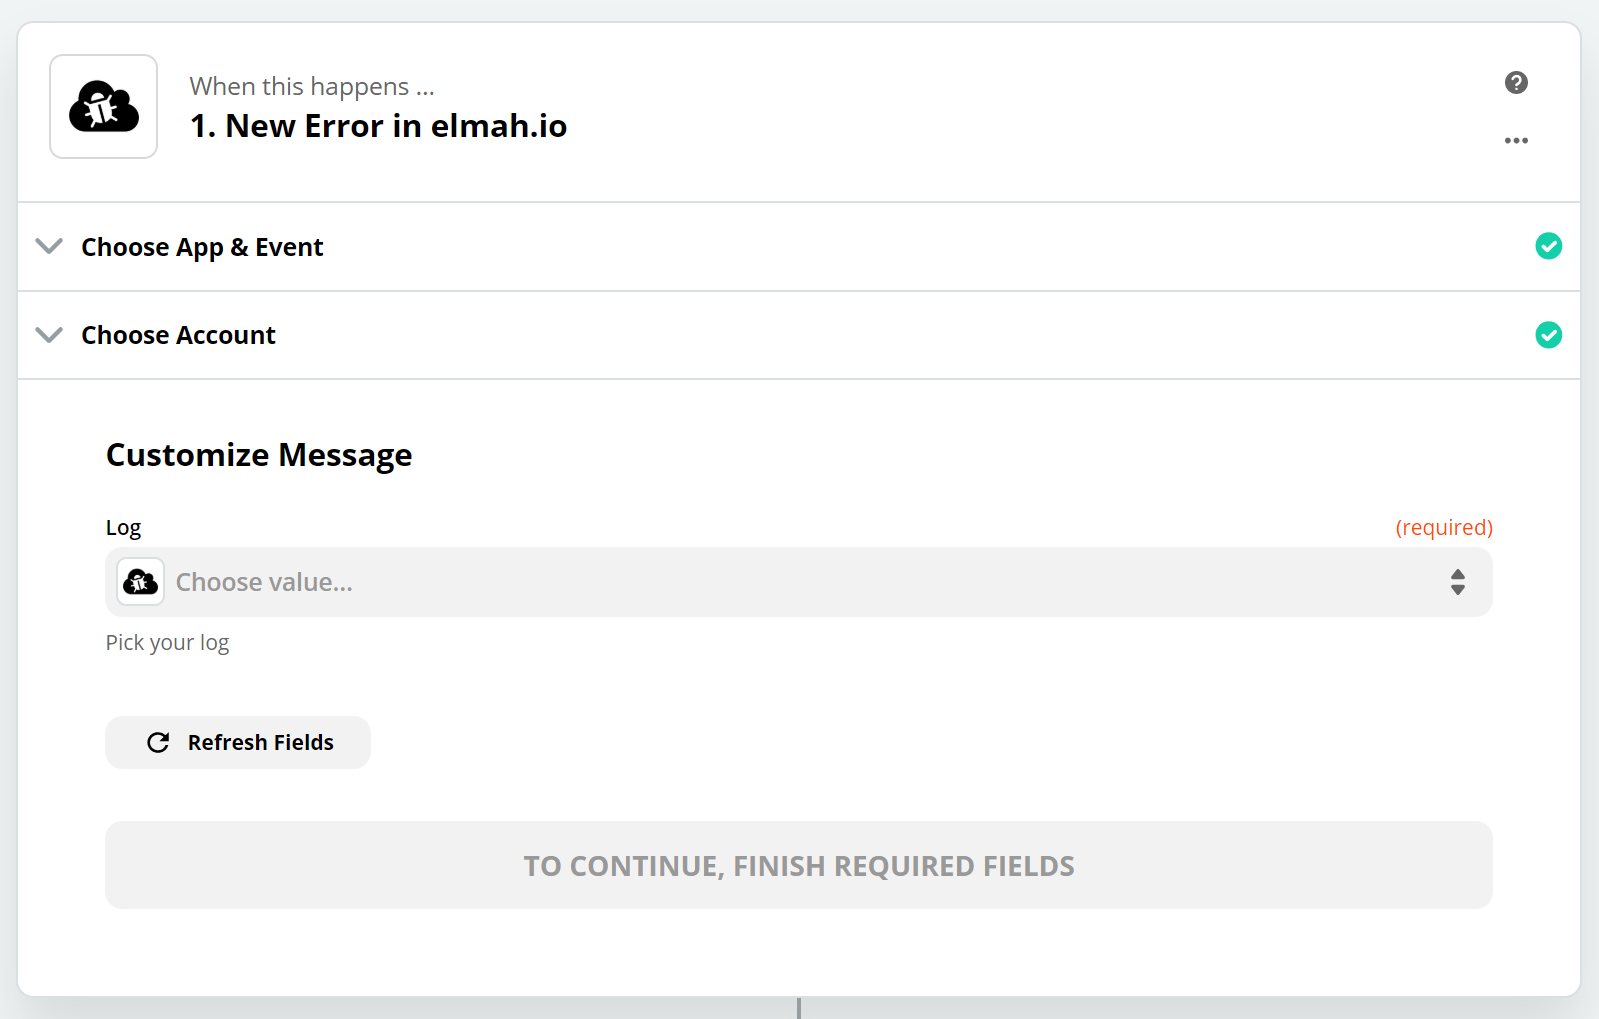 When this happens ...
1. New Error in elmah.io
Choose App & Event
Choose Account
Customize Message
Log
(required)
Choose value...
Pick your log
Refresh Fields
TO CONTINUE, FINISH REQUIRED FIELDS